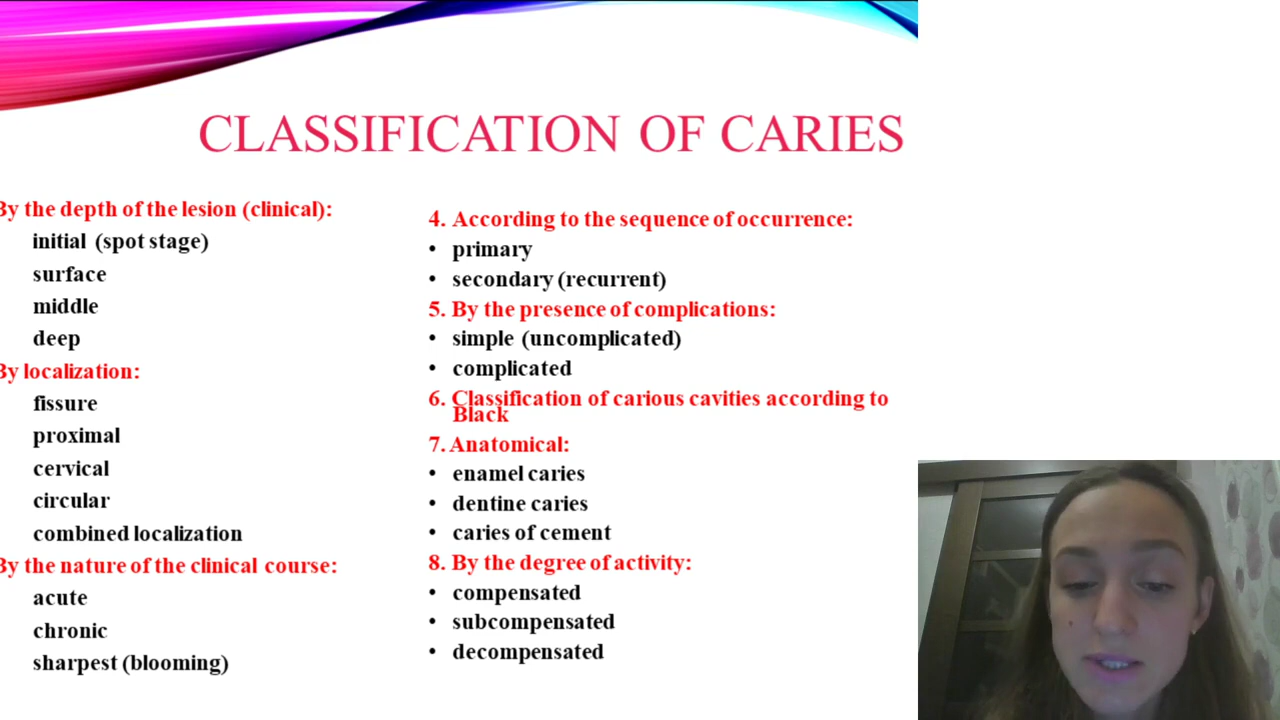 CLASSIFICATION OF CARIES
By the depth of the lesion (clinical):
initial (spot stage)
surface
middle
deep
By localization:
fissure
proximal
cervical
circular
combined localization
By the nature of the clinical course:
acute
chronic
sharpest (blooming)
4. According to the sequence of occurrence:
• primary
• secondary (recurrent)
5. By the presence of complications:
• simple (uncomplicated)
• complicated
6. Classification of carious cavities according to
Black
7. Anatomical:
• enamel caries
• dentine caries
• caries of cement
8. By the degree of activity:
• compensated
• subcompensated
• decompensated